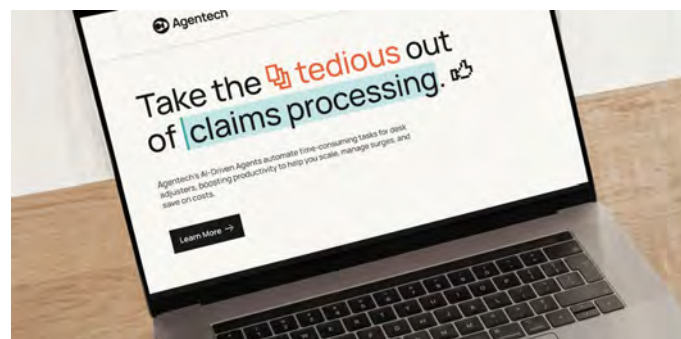 Agentech
Take the tedious out
of claims processing.
Agentech's AI-Driven Agents automate time-consuming tasks for desk
adjusters, boosting productivity to help you scale, manage surges, and
save on costs.
Learn More →